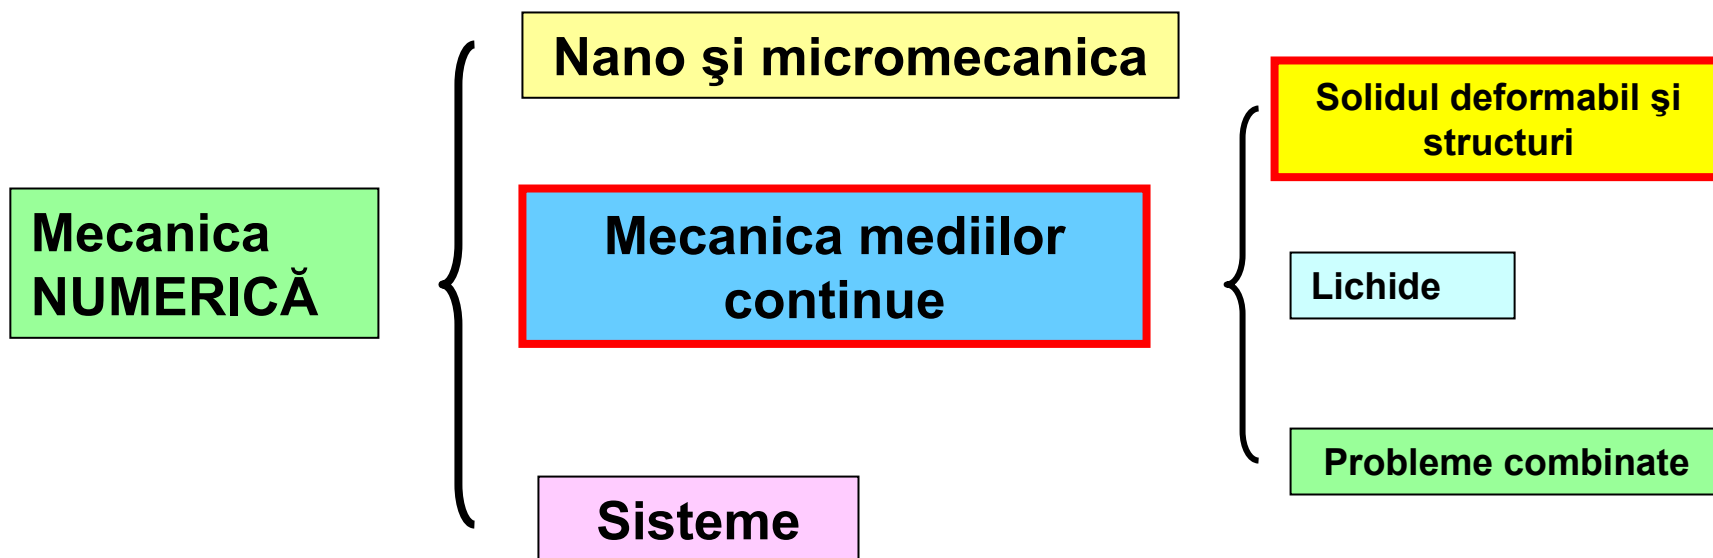 Nano şi micromecanica
Solidul deformabil şi
structuri
Mecanica
NUMERICĂ
Mecanica mediilor
continue
Lichide
Probleme combinate
Sisteme